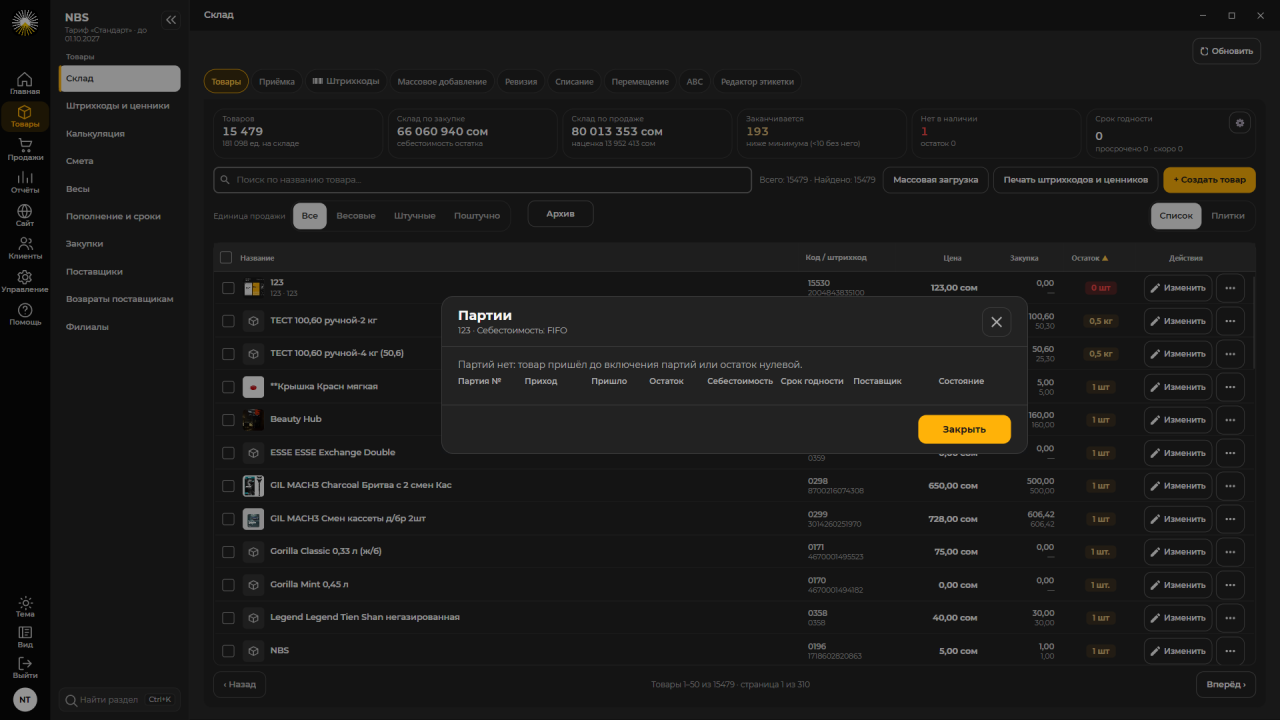 NBS
Тариф «Стандарт» · до
01.10.2027
Товары
Склад
Штрихкоды и ценники
Калькуляция
Смета
Весы
Пополнение и сроки
Закупки
Поставщики
Возвраты поставщикам
Филиалы
Найти раздел Ctrl+K
Главная
Товары
Продажи
Отчёты
Сайт
Клиенты
Управление
Помощь
Тема
Вид
Выйти
NT
Склад
Обновить
Товары Приёмка Штрихкоды Массовое добавление Ревизия Списание Перемещение ABC Редактор этикетки
Товаров
15 479
181 098 ед. на складе
Склад по закупке
66 060 940 сом
себестоимость остатка
Склад по продаже
80 013 353 сом
наценка 13 952 413 сом
Заканчивается
193
ниже минимума (<10 без него)
Нет в наличии
1
остаток 0
Срок годности
0
просрочено 0 · скоро 0
Поиск по названию товара...
Всего: 15479 · Найдено: 15479
Массовая загрузка
Печать штрихкодов и ценников
+ Создать товар
Единица продажи Все Весовые Штучные Поштучно Архив Список Плитки
Название Код / штрихкод Цена Закупка Остаток ▲ Действия
123 15530 123,00 сом 0,00 0 шт Изменить
123 · 123 2004843835100 —
Партии
123 · Себестоимость: FIFO
Партий нет: товар пришёл до включения партий или остаток нулевой.
Партия № Приход Пришло Остаток Себестоимость Срок годности Поставщик Состояние
Закрыть
ТЕСТ 100,60 ручной-2 кг 100,60 0,5 кг Изменить
50,30
ТЕСТ 100,60 ручной-4 кг (50,6) 50,60 0,5 кг Изменить
25,30
**Крышка Красн мягкая 5,00 1 шт Изменить
5,00
Beauty Hub 160,00 1 шт Изменить
160,00
ESSE ESSE Exchange Double 0,00 1 шт Изменить
0359 —
GIL MACH3 Charcoal Бритва с 2 смен Кас 0298 650,00 сом 500,00 1 шт Изменить
8700216074308 500,00
GIL MACH3 Смен кассеты д/бр 2шт 0299 728,00 сом 606,42 1 шт Изменить
3014260251970 606,42
Gorilla Classic 0,33 л (ж/б) 0171 75,00 сом 0,00 1 шт. Изменить
4670001495523 —
Gorilla Mint 0,45 л 0170 0,00 сом 0,00 1 шт. Изменить
4670001494182 —
Legend Legend Tien Shan негазированная 0358 40,00 сом 30,00 1 шт Изменить
0358 30,00
NBS 0196 5,00 сом 1,00 1 шт Изменить
1718602820863 1,00
‹ Назад
Товары 1–50 из 15479 · страница 1 из 310
Вперёд ›